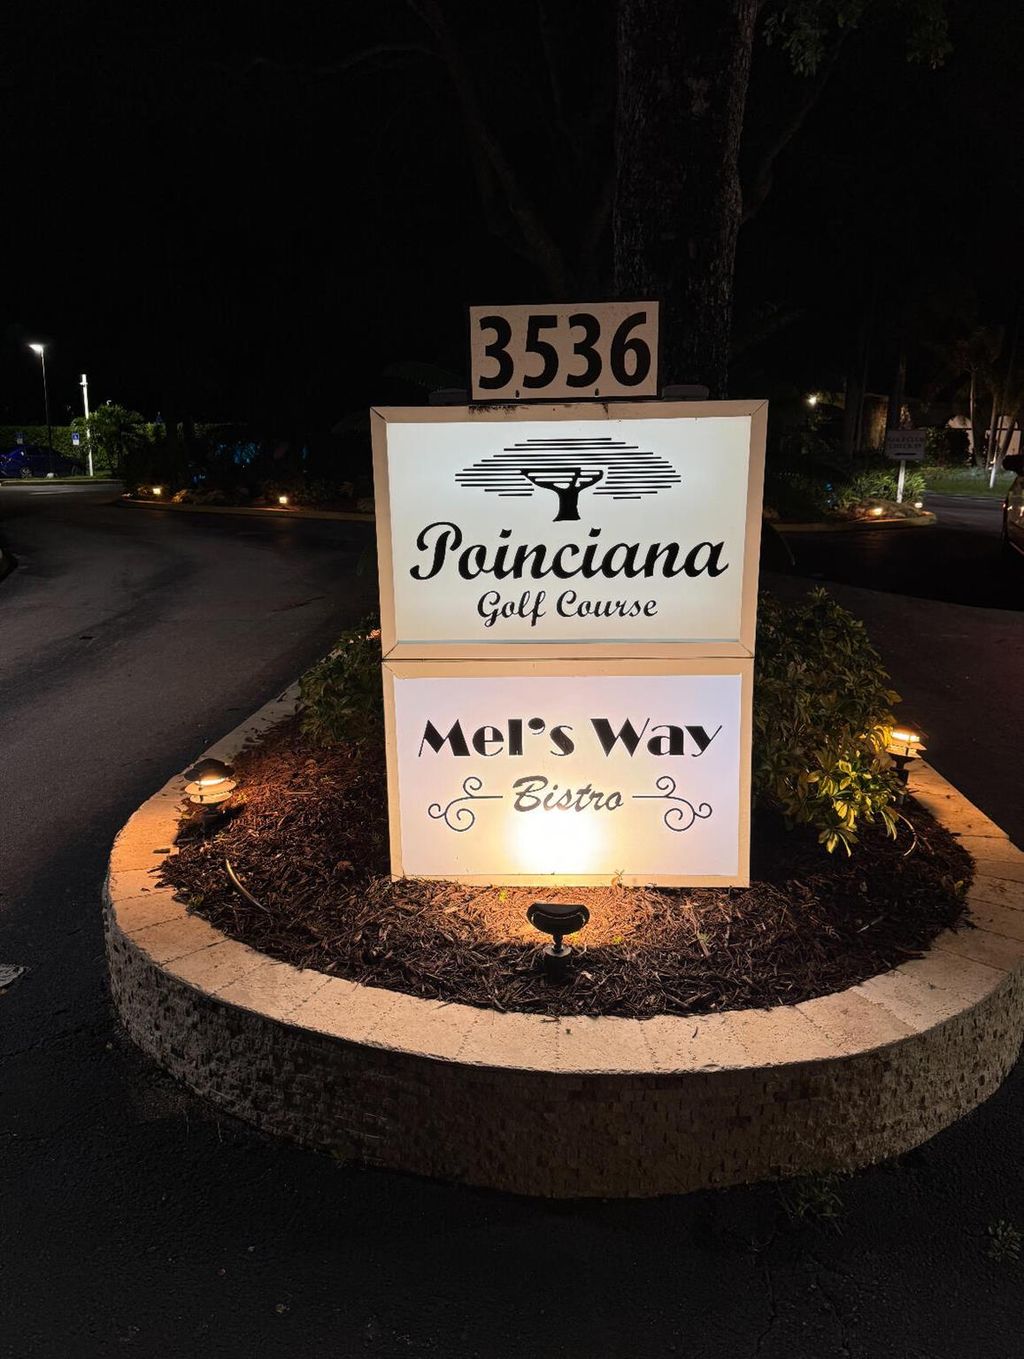 3536
Poinciana
Golf Course
Mel's Way
Bistro